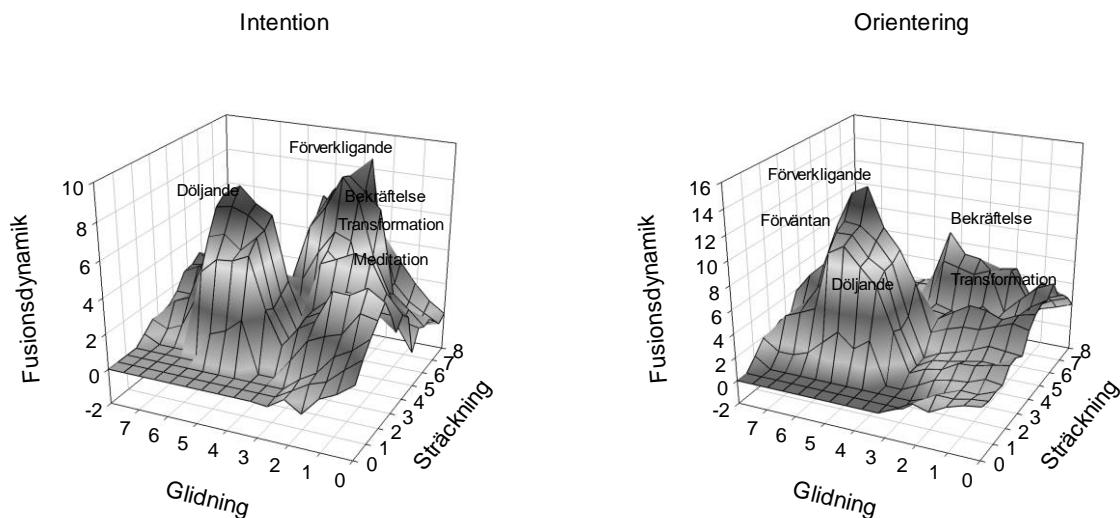 Intention
Förverkligande
Döljande
Bekräftelse
Transformation
Meditation
10
8
6
4
2
0
-2
Fusionsdynamik
7
6
5
4
3
2
1
0
Glidning
0
1
2
3
4
5
6
7
8
Sträckning
Orientering
Förverkligande
Förväntan
Bekräftelse
Döljande
Transformation
16
14
12
10
8
6
4
2
0
-2
Fusionsdynamik
7
6
5
4
3
2
1
0
Glidning
0
1
2
3
4
5
6
7
8
Sträckning